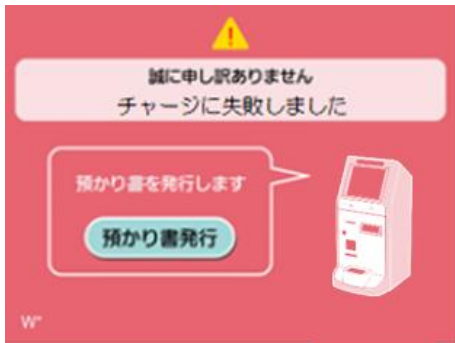 誠に申し訳ありません
チャージに失敗しました
預かり書を発行します
預かり書発行
W"